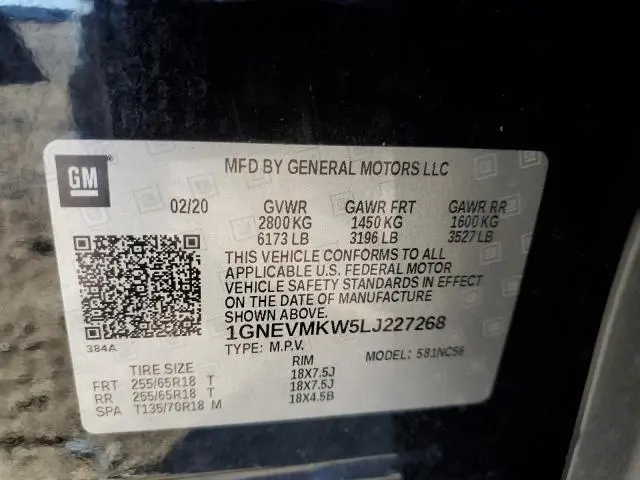 GM
MFD BY GENERAL MOTORS LLC
02/20 GVWR GAWR FRT GAWR RR
2800 KG 1450 KG 1600 KG
6173 LB 3196 LB 3527 LB
THIS VEHICLE CONFORMS TO ALL
APPLICABLE U.S. FEDERAL MOTOR
VEHICLE SAFETY STANDARDS IN EFFECT
ON THE DATE OF MANUFACTURE
SHOWN ABOVE.
384A
1GNEVMKW5LJ227268
TYPE: M.P.V. MODEL: 581NCS6
TIRE SIZE RIM
FRT 255/65R18 T 18X7.5J
RR 255/65R18 T 18X7.5J
SPA T135/70R18 M 18X4.5B